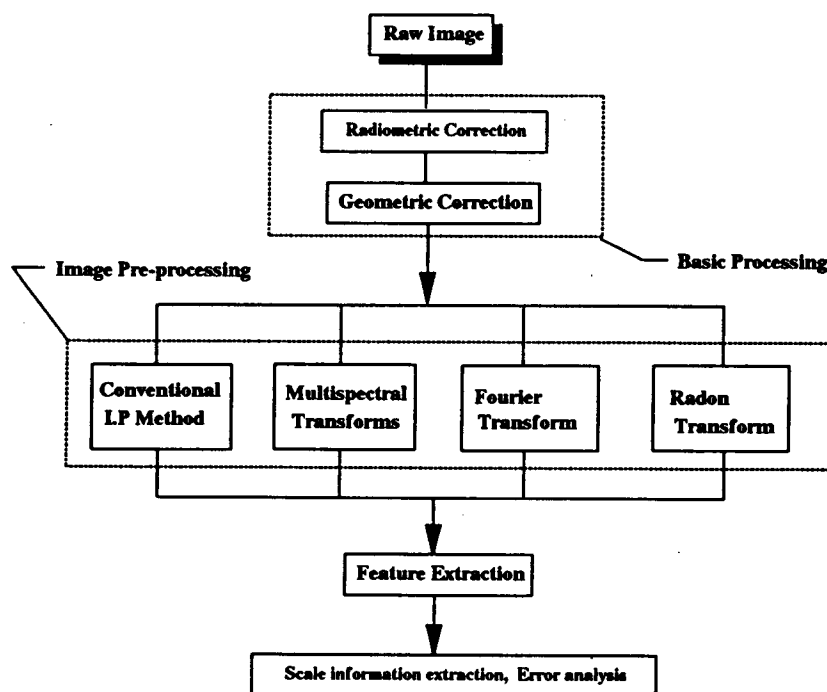 Raw Image
Radiometric Correction
Geometric Correction
Image Pre-processing
Basic Processing
Conventional
I.P Method
Multispectral
Transforms
Fourier
Transform
Radon
Transform
Feature Extraction
Scale information extraction, Error analysis